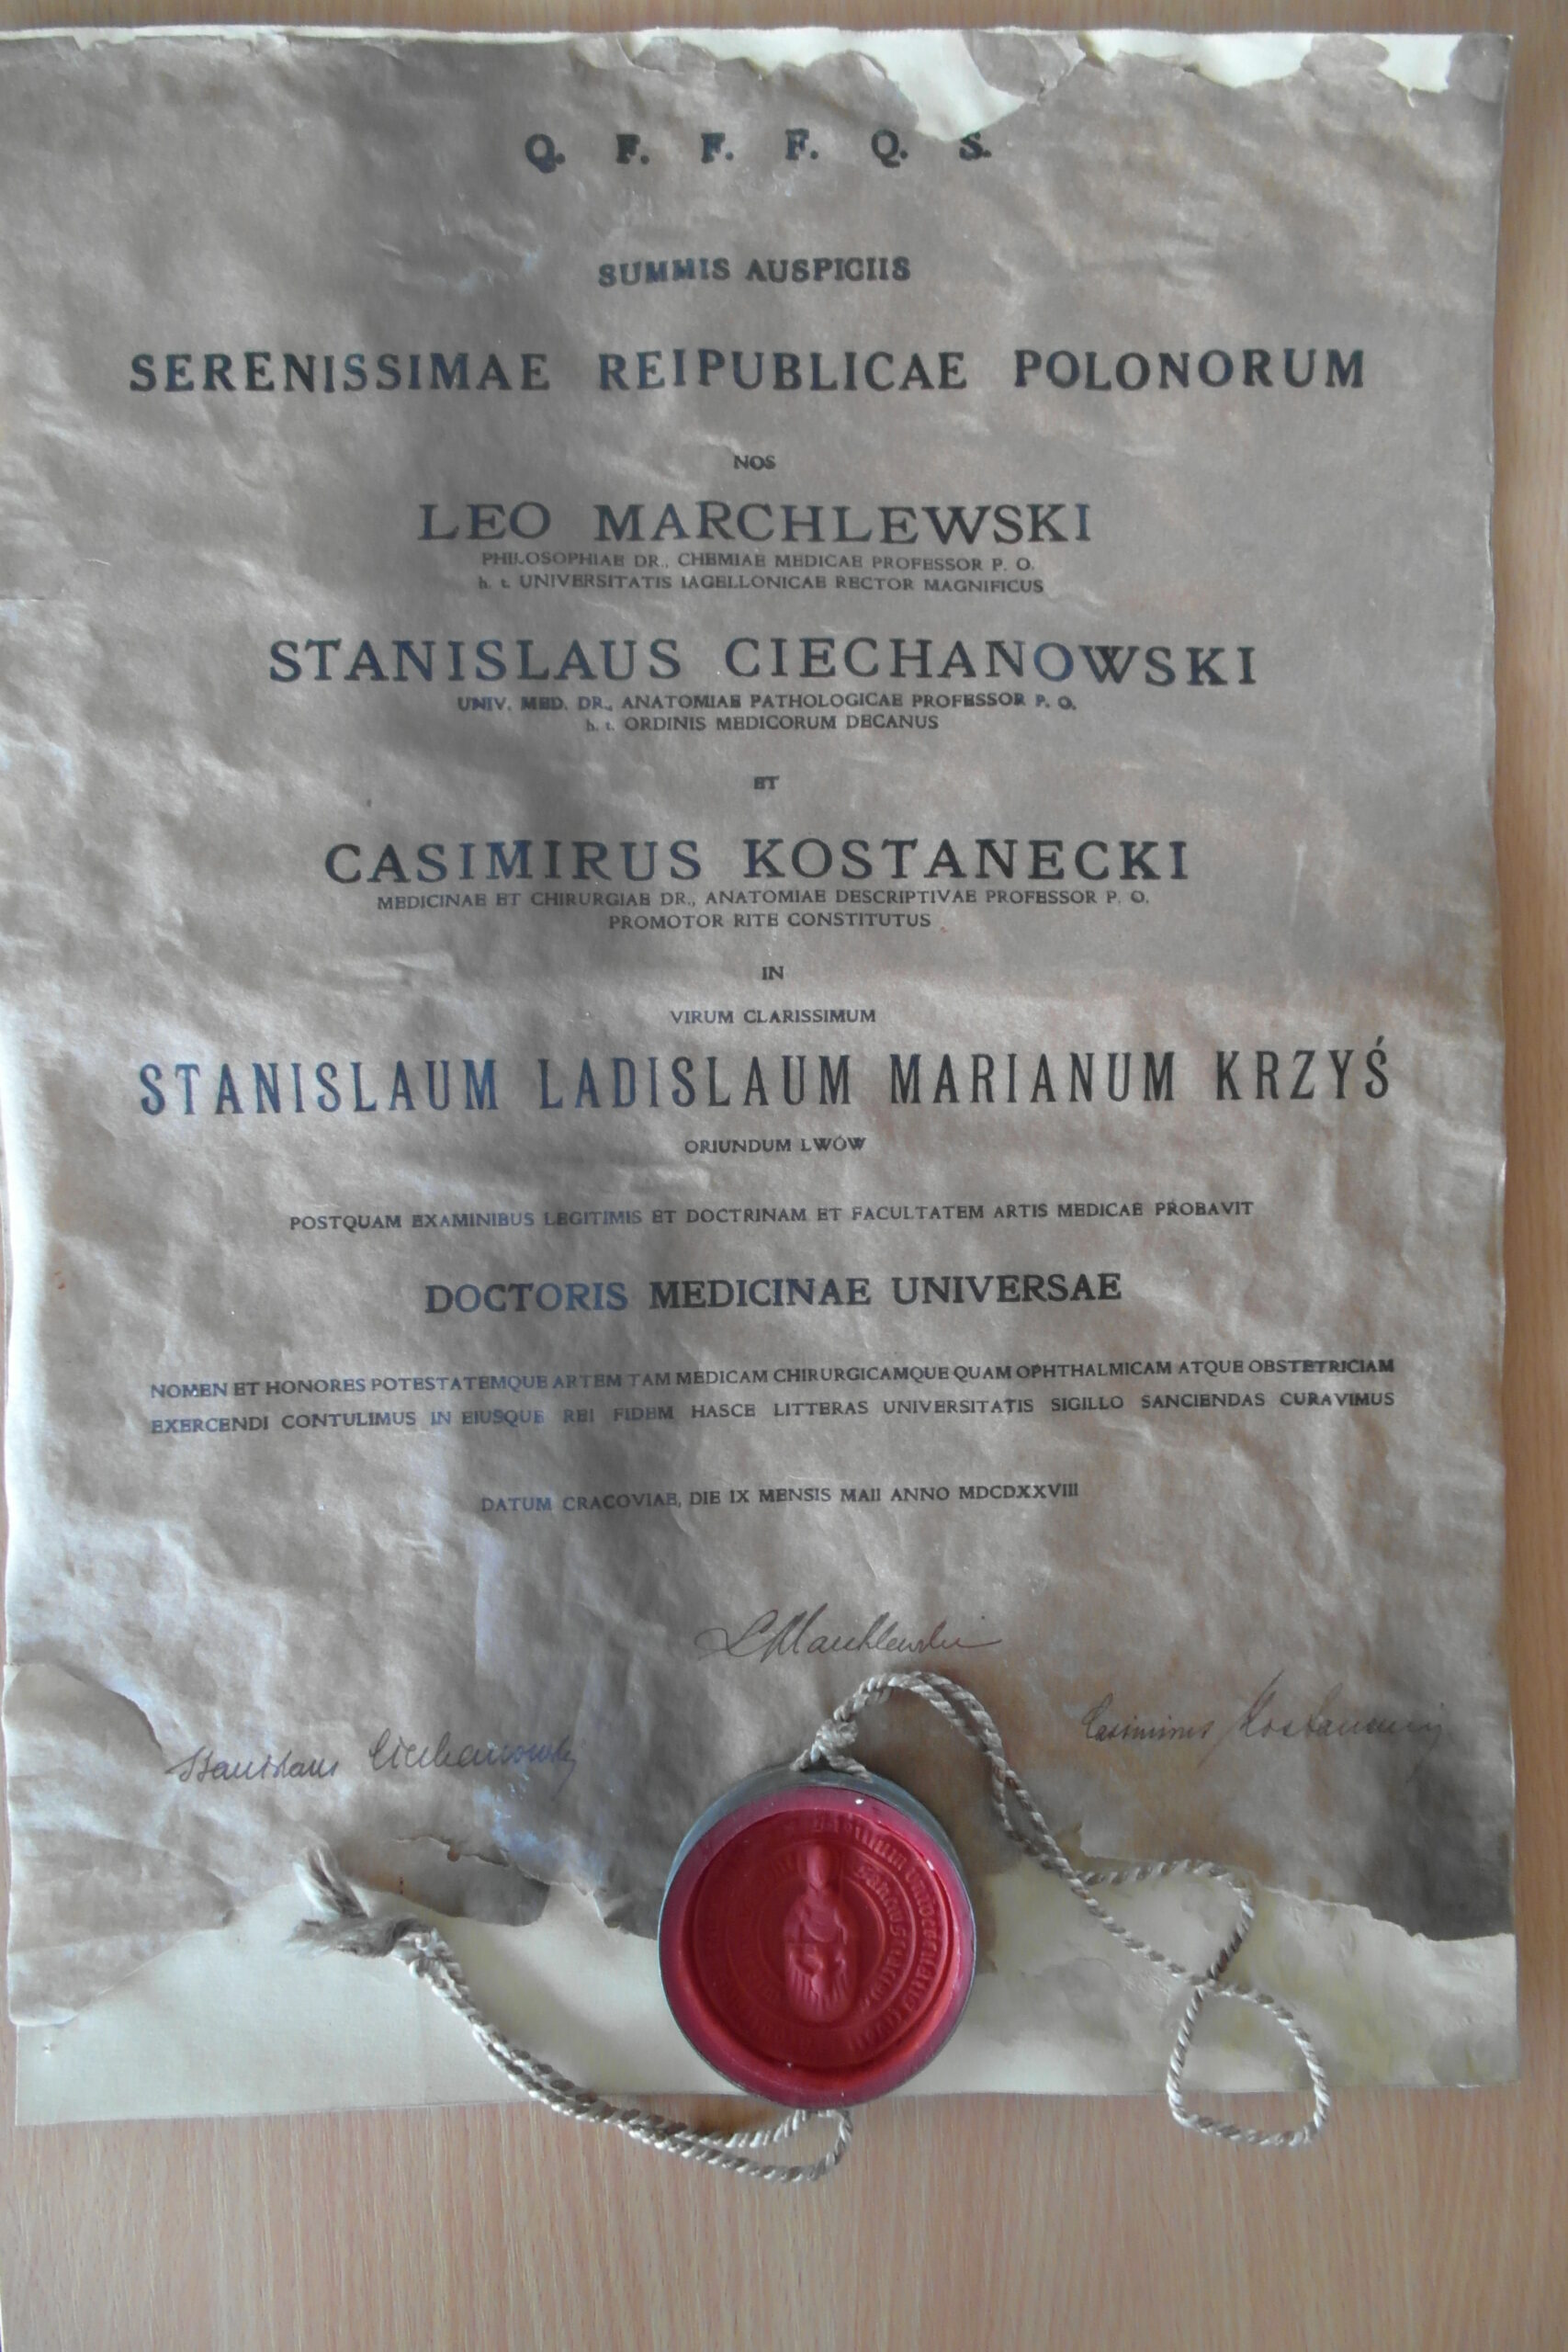 Q. F. F. F. Q. S.
SUMMIS AUSPICIIS
SERENISSIMAE REIPUBLICAE POLONORUM
NOS
LEO MARCHLEWSKI
PHILOSOPHIAE DR., CHEMIAE MEDICAE PROFESSOR P. O.
h. t. UNIVERSITATIS IAGELLONICAE RECTOR MAGNIFICUS
STANISLAUS CIECHANOWSKI
UNIV. MED. DR., ANATOMIAE PATHOLOGICAE PROFESSOR P. O.
h. t. ORDINIS MEDICORUM DECANUS
ET
CASIMIRUS KOSTANECKI
MEDICINAE ET CHIRURGIAE DR., ANATOMIAE DESCRIPTIVAE PROFESSOR P. O.
PROMOTOR RITE CONSTITUTUS
IN
VIRUM CLARISSIMUM
STANISLAUM LADISLAUM MARIANUM KRZYŚ
ORIUNDUM LWÓW
POSTQUAM EXAMINIBUS LEGITIMIS ET DOCTRINAM ET FACULTATEM ARTIS MEDICAE PROBAVIT
DOCTORIS MEDICINAE UNIVERSAE
NOMEN ET HONORES POTESTATEMQUE ARTEM TAM MEDICAM CHIRURGICAMQUE QUAM OPHTHALMICAM ATQUE OBSTETRICIAM
EXERCENDI CONTULIMUS IN EIUSQUE REI FIDEM HASCE LITTERAS UNIVERSITATIS SIGILLO SANCIENDAS CURAVIMUS
DATUM CRACOVIAE, DIE IX MENSIS MAII ANNO MDCDXXVIII
LMarchlewski
Stanislaus Ciechanowski
Casimirus Kostanecki